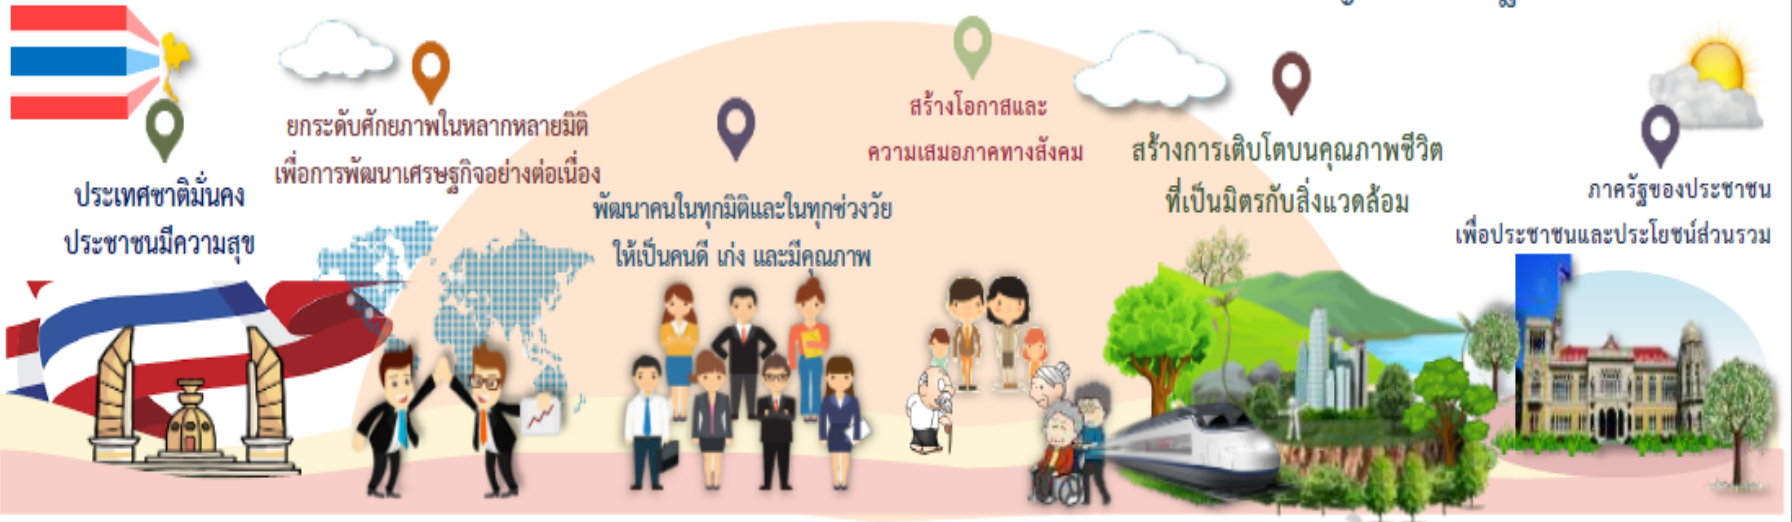 ประเทศชาติมั่นคง
ประชาชนมีความสุข
ยกระดับศักยภาพในหลากหลายมิติ
เพื่อการพัฒนาเศรษฐกิจอย่างต่อเนื่อง
พัฒนาคนในทุกมิติและในทุกช่วงวัย
ให้เป็นคนดี เก่ง และมีคุณภาพ
สร้างโอกาสและ
ความเสมอภาคทางสังคม
สร้างการเติบโตบนคุณภาพชีวิต
ที่เป็นมิตรกับสิ่งแวดล้อม
ภาครัฐของประชาชน
เพื่อประชาชนและประโยชน์ส่วนรวม